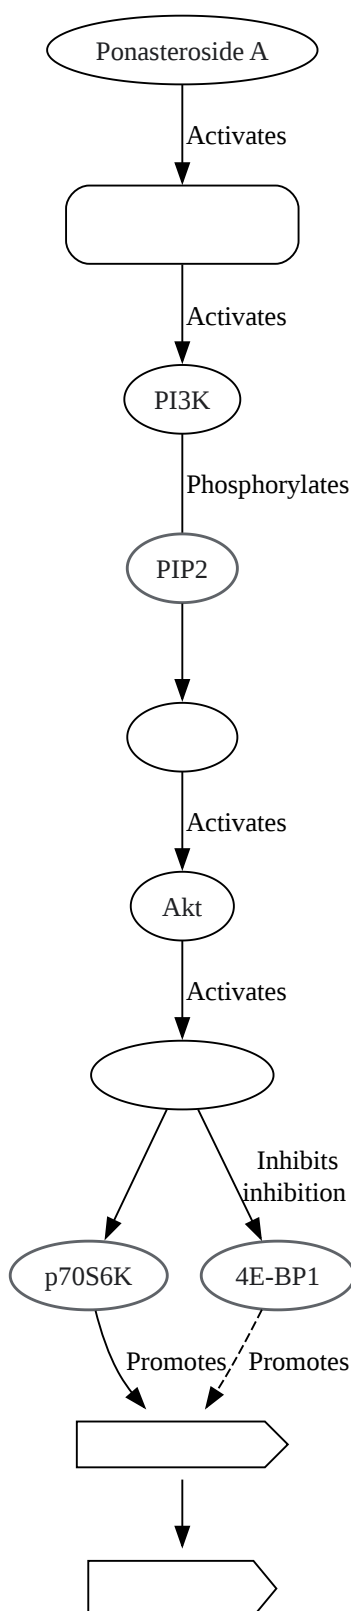 Ponasteroside A
Activates
Activates
PI3K
Phosphorylates
PIP2
Activates
Akt
Activates
Inhibits
inhibition
p70S6K
4E-BP1
Promotes
Promotes